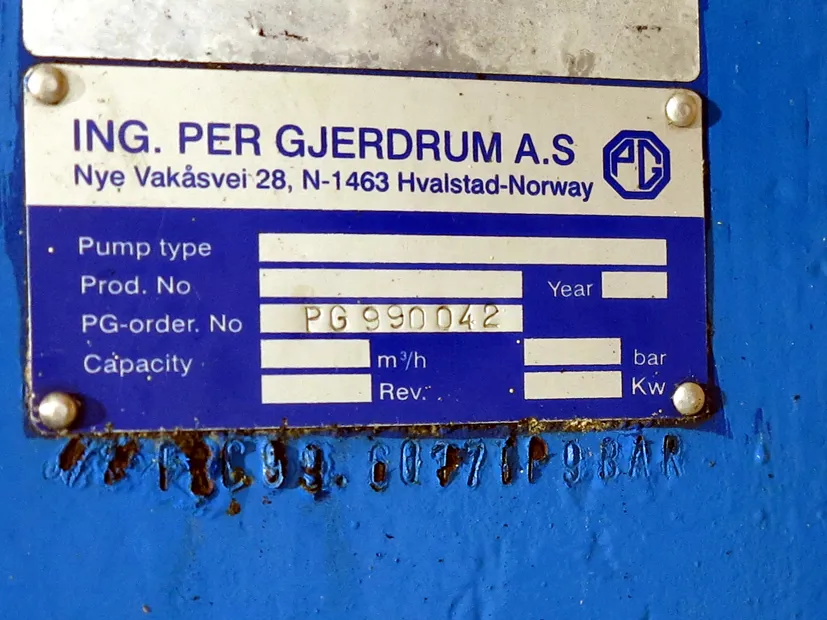 ING. PER GJERDRUM A.S
PG
Nye Vakåsvei 28, N-1463 Hvalstad-Norway
Pump type
Prod. No Year
PG-order. No PG 990042
Capacity m³/h bar
Rev. Kw
9BAR